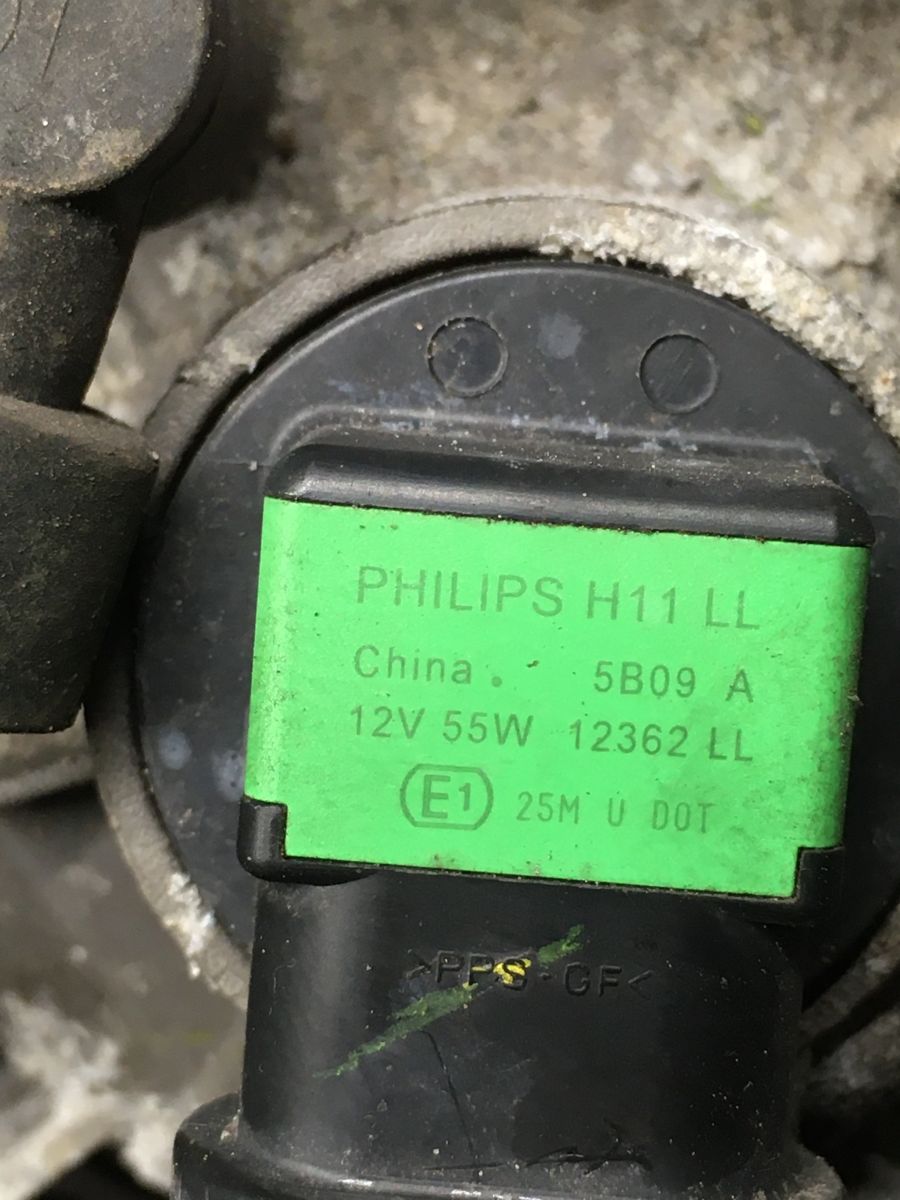 PHILIPS H11 LL
China . 5B09 A
12V 55W 12362 LL
E1 25M U DOT
>PPS-GF<